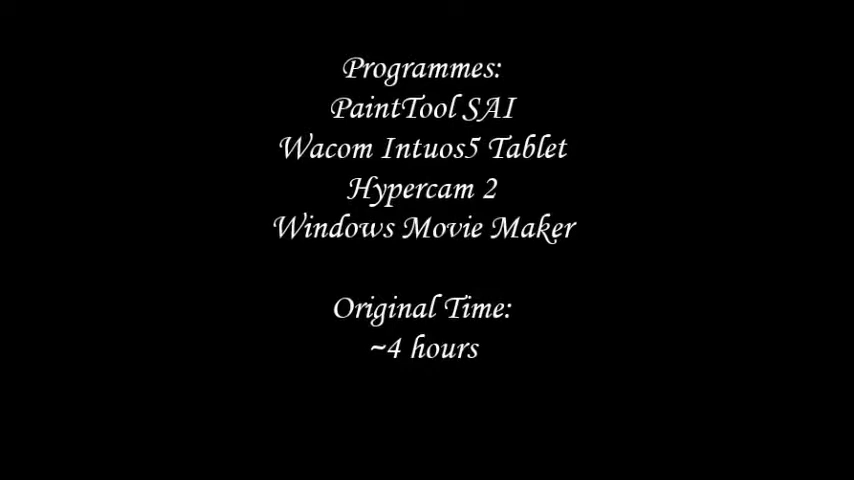 Programmes:
PaintTool SAI
Wacom Intuos5 Tablet
Hypercam 2
Windows Movie Maker
Original Time:
~4 hours